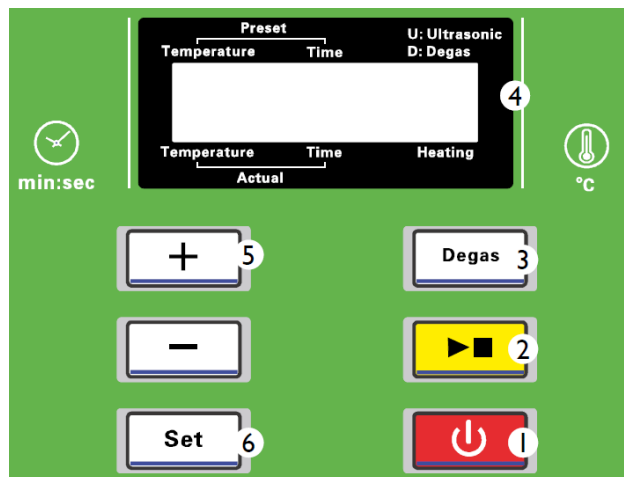 Preset
U: Ultrasonic
Temperature Time D: Degas
4
Temperature Time Heating
Actual
min:sec
°C
+ 5
Degas 3
−
2
Set 6
1